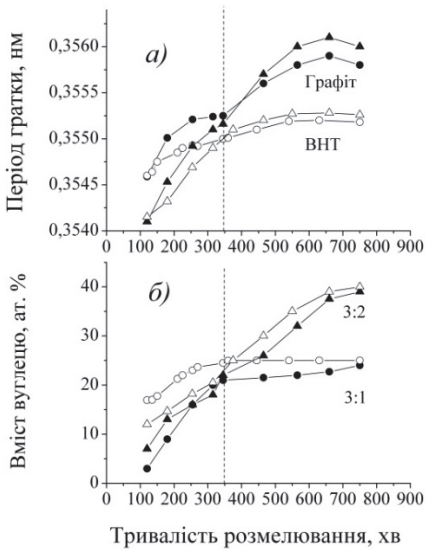 Період гратки, нм
0,3560
0,3555
0,3550
0,3545
0,3540
а)
Графіт
ВНТ
0 100 200 300 400 500 600 700 800 900
Вміст вуглецю, ат. %
40
30
20
10
0
б)
3:2
3:1
0 100 200 300 400 500 600 700 800 900
Тривалість розмелювання, хв